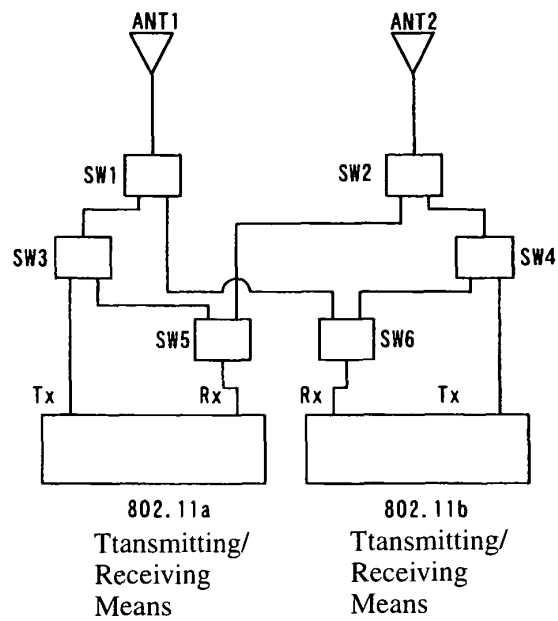 ANT1
ANT2
SW1
SW2
SW3
SW4
SW5
SW6
Tx
Rx
Rx
Tx
802.11a
Ttansmitting/
Receiving
Means
802.11b
Ttansmitting/
Receiving
Means